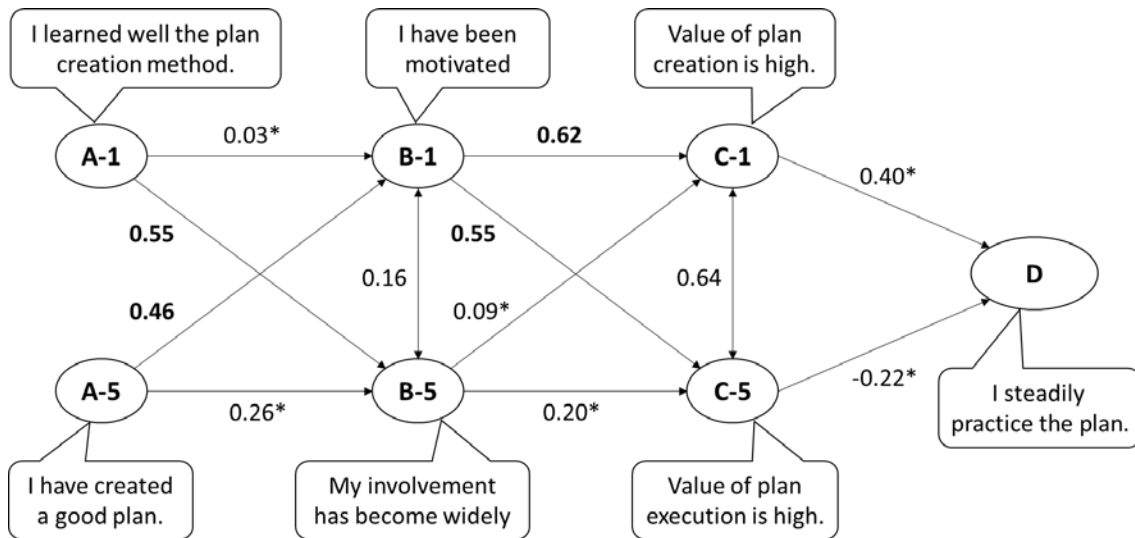 I learned well the plan
creation method.
I have been
motivated
Value of plan
creation is high.
A-1
0.03*
B-1
0.62
C-1
0.40*
0.55
0.46
0.16
0.55
0.09*
0.64
D
A-5
0.26*
B-5
0.20*
C-5
-0.22*
I steadily
practice the plan.
I have created
a good plan.
My involvement
has become widely
Value of plan
execution is high.